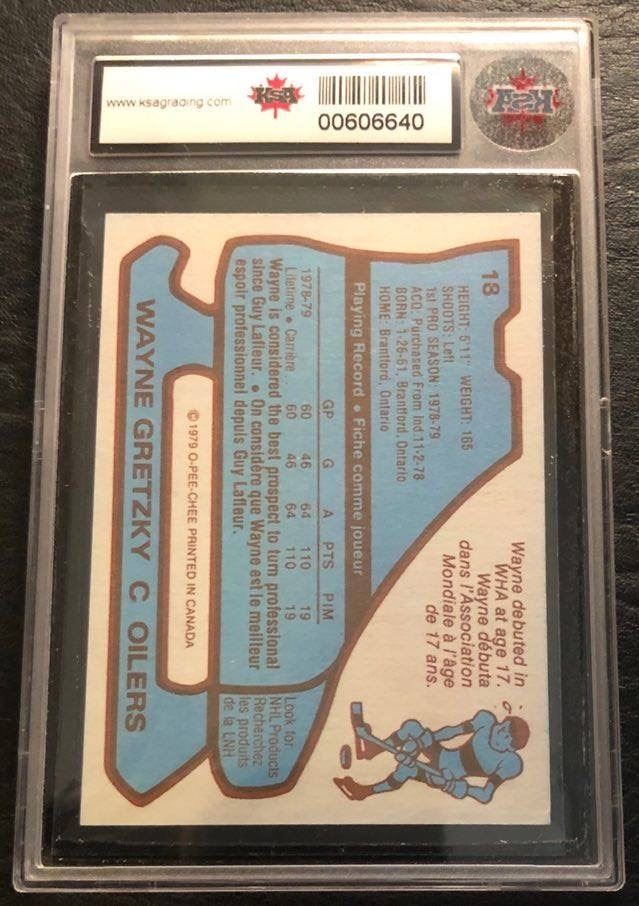 www.ksagrading.com
KSA
00606640
KSA
18
HEIGHT: 5'11" WEIGHT: 165
SHOOTS: Left
1st PRO SEASON: 1978-79
ACQ: Purchased From Ind.11-2-78
BORN: 1-26-61, Brantford, Ontario
HOME: Brantford, Ontario
Wayne debuted in
WHA at age 17.
Wayne débuta
dans l'Association
Mondiale à l'âge
de 17 ans.
Playing Record • Fiche comme joueur
GP G A PTS PIM
1978-79 60 46 64 110 19
Lifetime • Carrière .. 60 46 64 110 19
Wayne is considered the best prospect to turn professional
since Guy Lafleur. • On considère que Wayne est le meilleur
espoir professionnel depuis Guy Lafleur.
Look for
NHL Products
Recherchez
les produits
de la LNH
© 1979 O-PEE-CHEE PRINTED IN CANADA
WAYNE GRETZKY C OILERS